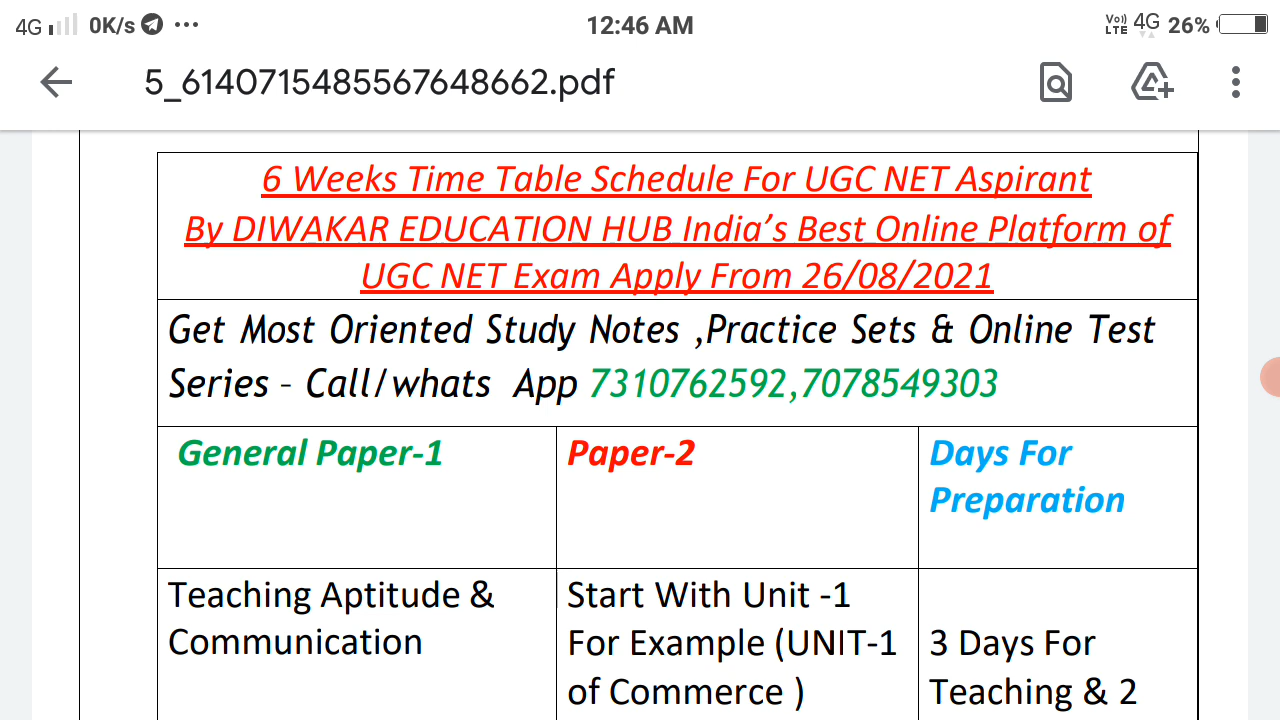 4G 0K/s ... 12:46 AM Vo) LTE 4G 26%
5_6140715485567648662.pdf
6 Weeks Time Table Schedule For UGC NET Aspirant
By DIWAKAR EDUCATION HUB India’s Best Online Platform of
UGC NET Exam Apply From 26/08/2021
Get Most Oriented Study Notes ,Practice Sets & Online Test
Series – Call/whats App 7310762592,7078549303
General Paper-1
Paper-2
Days For
Preparation
Teaching Aptitude &
Communication
Start With Unit -1
For Example (UNIT-1
of Commerce )
3 Days For
Teaching & 2